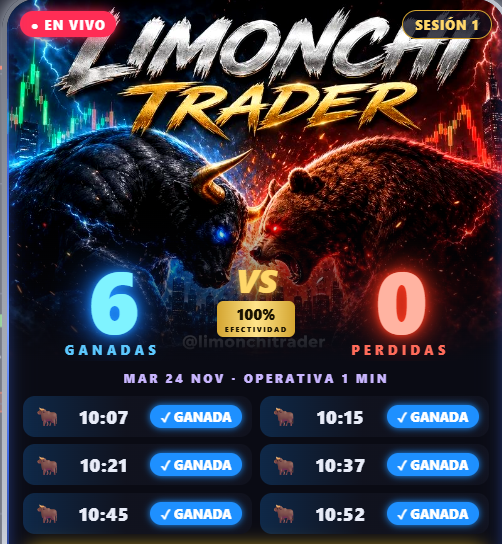 ● EN VIVO
SESIÓN 1
LIMONCHI
TRADER
6
VS
0
100%
EFECTIVIDAD
GANADAS
@limonchitrader
PERDIDAS
MAR 24 NOV · OPERATIVA 1 MIN
10:07 ✓ GANADA
10:15 ✓ GANADA
10:21 ✓ GANADA
10:37 ✓ GANADA
10:45 ✓ GANADA
10:52 ✓ GANADA